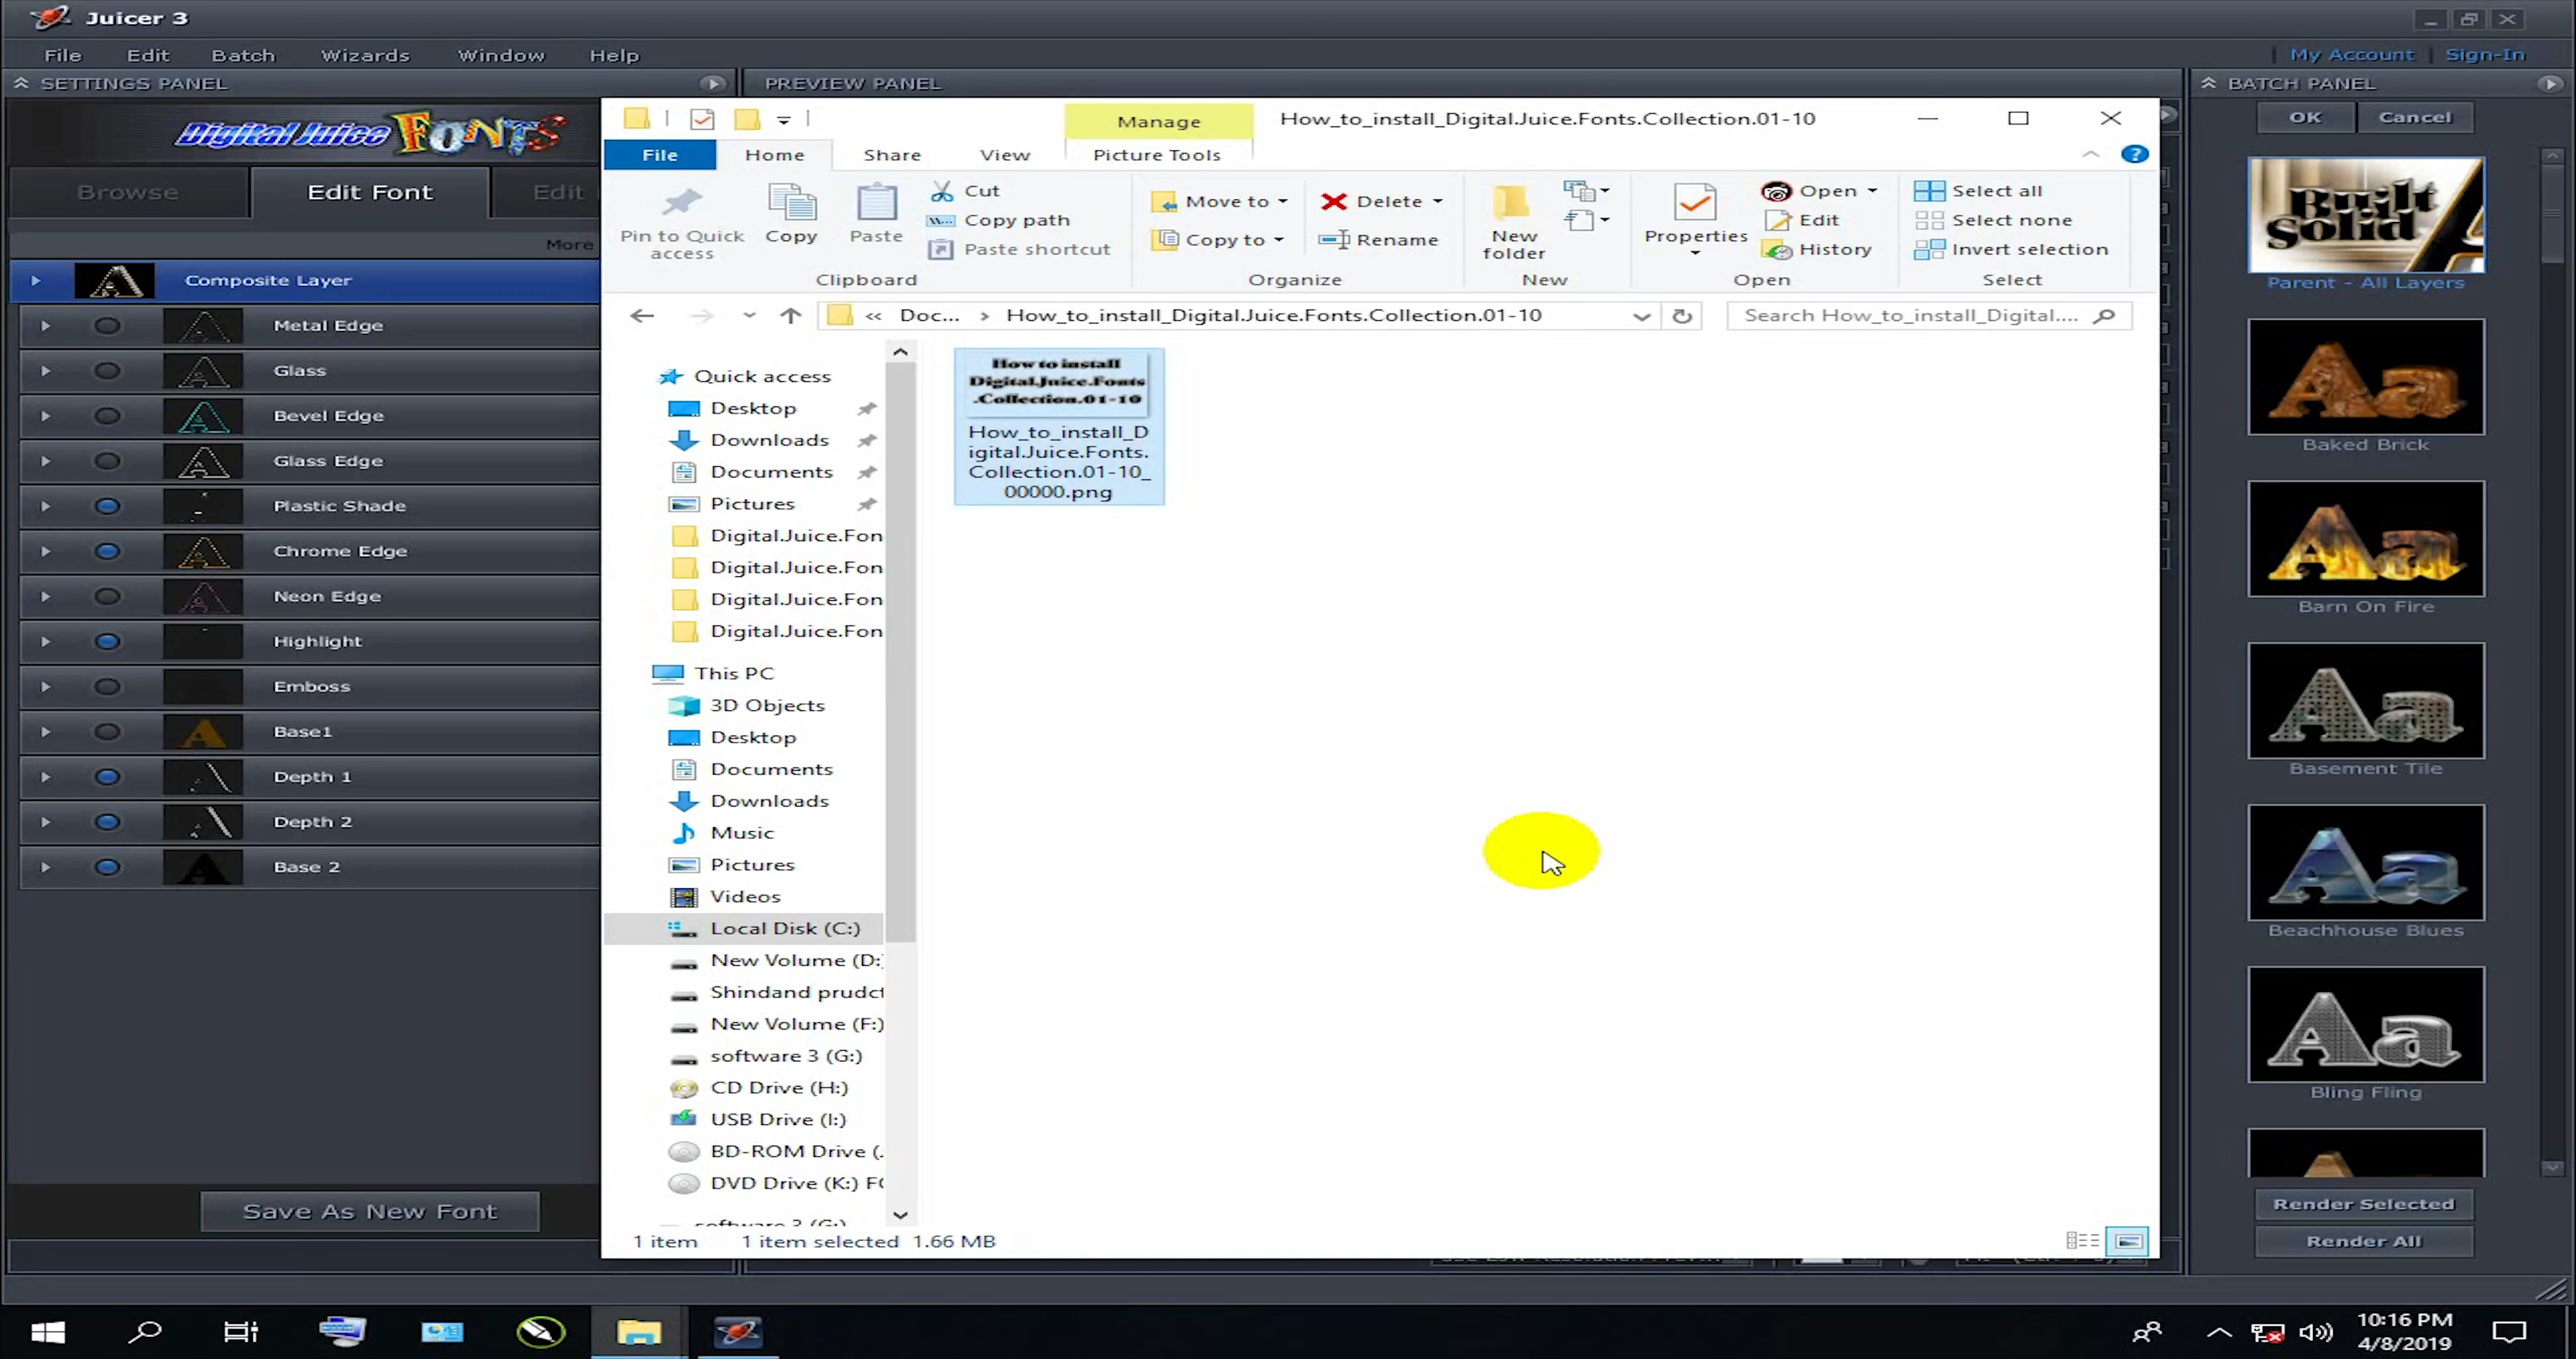 Juicer 3
File Edit Batch Wizards Window Help
My Account Sign-In
SETTINGS PANEL
PREVIEW PANEL
BATCH PANEL
Digital Juice FONTS
Browse Edit Font Edit
More
Composite Layer
Metal Edge
Glass
Bevel Edge
Glass Edge
Plastic Shade
Chrome Edge
Neon Edge
Highlight
Emboss
Base1
Depth 1
Depth 2
Base 2
Save As New Font
Manage
How_to_install_Digital.Juice.Fonts.Collection.01-10
File Home Share View Picture Tools
Pin to Quick access
Copy
Paste
Cut
Copy path
Paste shortcut
Clipboard
Move to
Copy to
Delete
Rename
Organize
New folder
New
Properties
Open
Edit
History
Open
Select all
Select none
Invert selection
Select
« Doc... > How_to_install_Digital.Juice.Fonts.Collection.01-10
Search How_to_install_Digital....
Quick access
Desktop
Downloads
Documents
Pictures
Digital.Juice.Fon
Digital.Juice.Fon
Digital.Juice.Fon
Digital.Juice.Fon
This PC
3D Objects
Desktop
Documents
Downloads
Music
Pictures
Videos
Local Disk (C:)
New Volume (D:
Shindand prudct
New Volume (F:)
software 3 (G:)
CD Drive (H:)
USB Drive (I:)
BD-ROM Drive (.
DVD Drive (K:) FO
software 3 (G:)
How to install
Digital.Juice.Fonts
.Collection.01-10
How_to_install_D
igital.Juice.Fonts.
Collection.01-10_
00000.png
1 item 1 item selected 1.66 MB
OK Cancel
Built
Solid
Parent - All Layers
Aa
Baked Brick
Aa
Barn On Fire
Aa
Basement Tile
Aa
Beachhouse Blues
Aa
Bling Fling
Render Selected
Render All
10:16 PM
4/8/2019